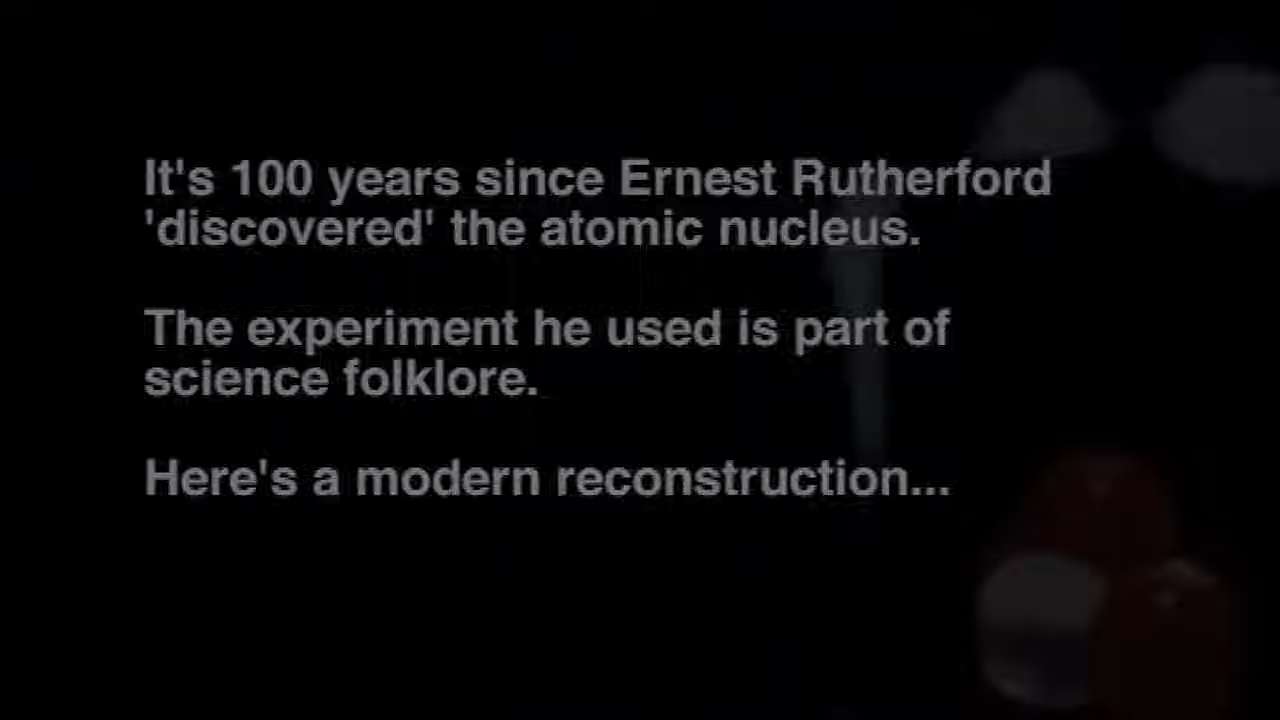 It's 100 years since Ernest Rutherford
'discovered' the atomic nucleus.
The experiment he used is part of
science folklore.
Here's a modern reconstruction...